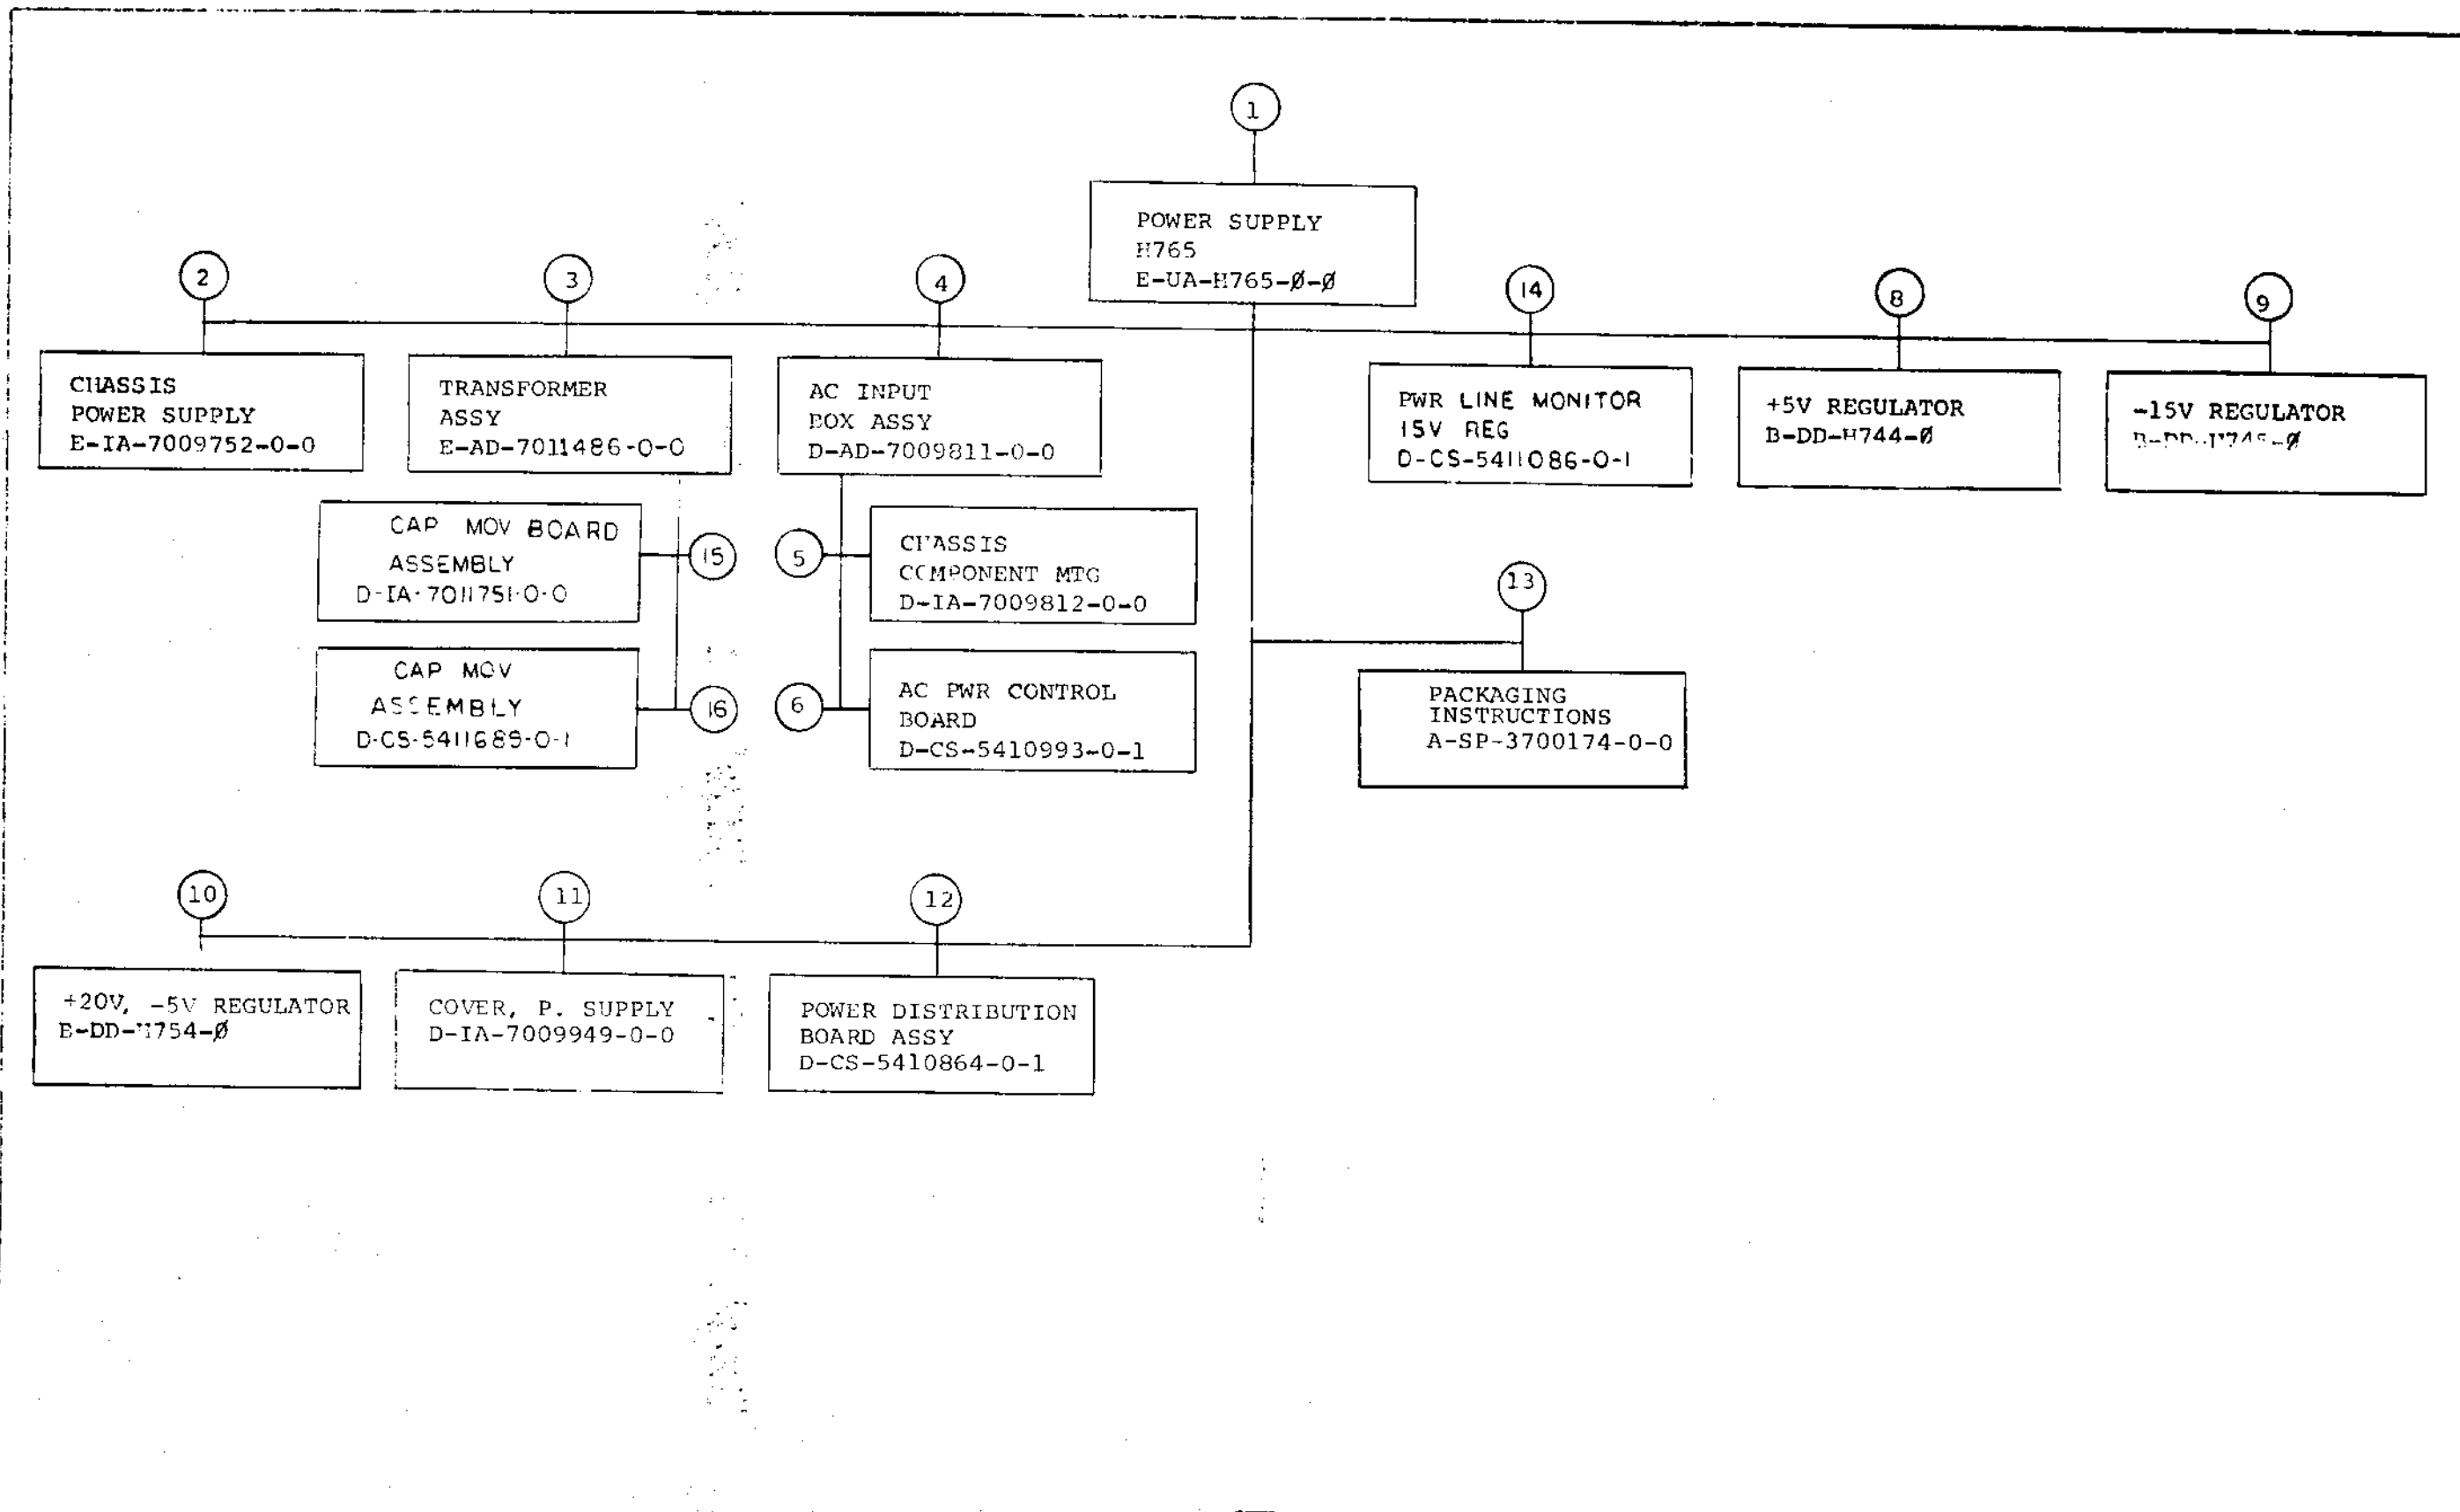 1
POWER SUPPLY
H765
E-UA-H765-Ø-Ø
2
CHASSIS
POWER SUPPLY
E-IA-7009752-0-0
3
TRANSFORMER
ASSY
E-AD-7011486-0-0
4
AC INPUT
BOX ASSY
D-AD-7009811-0-0
14
PWR LINE MONITOR
15V REG
D-CS-5411086-0-1
8
+5V REGULATOR
B-DD-H744-Ø
9
-15V REGULATOR
CAP MOV BOARD
ASSEMBLY
D-IA-7011751-0-0
15
5
CHASSIS
COMPONENT MTG
D-IA-7009812-0-0
CAP MOV
ASSEMBLY
16
6
AC PWR CONTROL
BOARD
D-CS-5410993-0-1
13
PACKAGING
INSTRUCTIONS
A-SP-3700174-0-0
10
+20V, -5V REGULATOR
11
COVER, P. SUPPLY
D-IA-7009949-0-0
12
POWER DISTRIBUTION
BOARD ASSY
D-CS-5410864-0-1